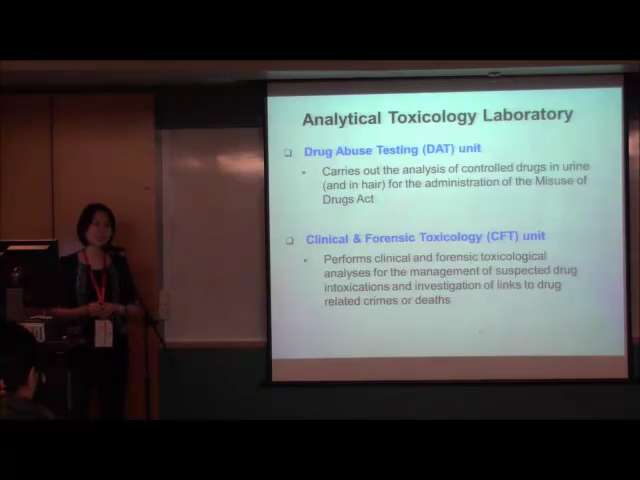 Analytical Toxicology Laboratory
Drug Abuse Testing (DAT) unit
Carries out the analysis of controlled drugs in urine
(and in hair) for the administration of the Misuse of
Drugs Act
Clinical & Forensic Toxicology (CFT) unit
Performs clinical and forensic toxicological
analyses for the management of suspected drug
intoxications and investigation of links to drug
related crimes or deaths